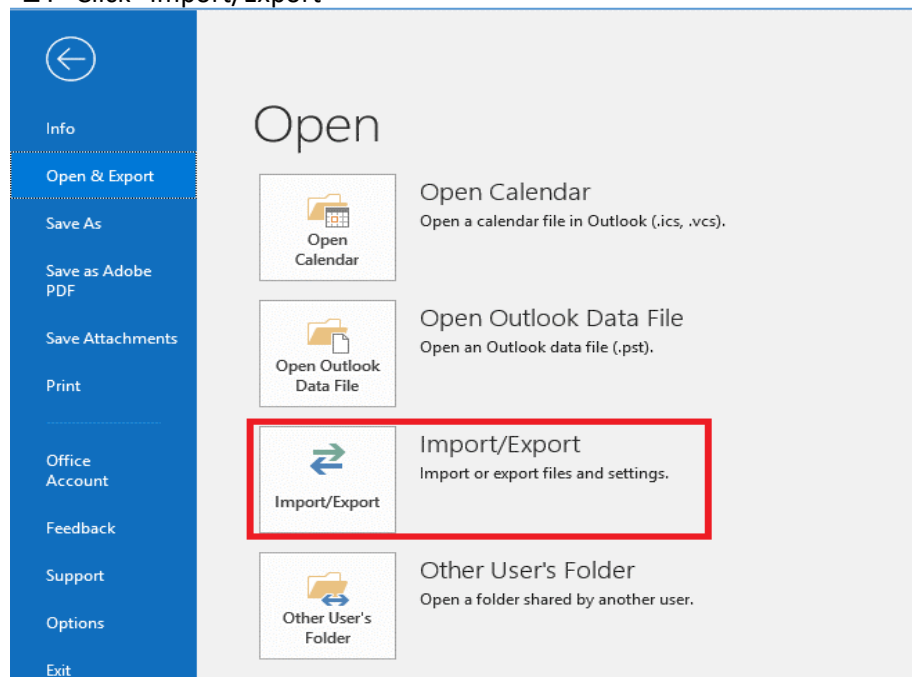 Click "Import/Export"
Info
Open & Export
Save As
Save as Adobe
PDF
Save Attachments
Print
Office
Account
Feedback
Support
Options
Exit
Open
Open
Calendar
Open Calendar
Open a calendar file in Outlook (.ics, .vcs).
Open Outlook
Data File
Open Outlook Data File
Open an Outlook data file (.pst).
Import/Export
Import/Export
Import or export files and settings.
Other User's
Folder
Other User's Folder
Open a folder shared by another user.